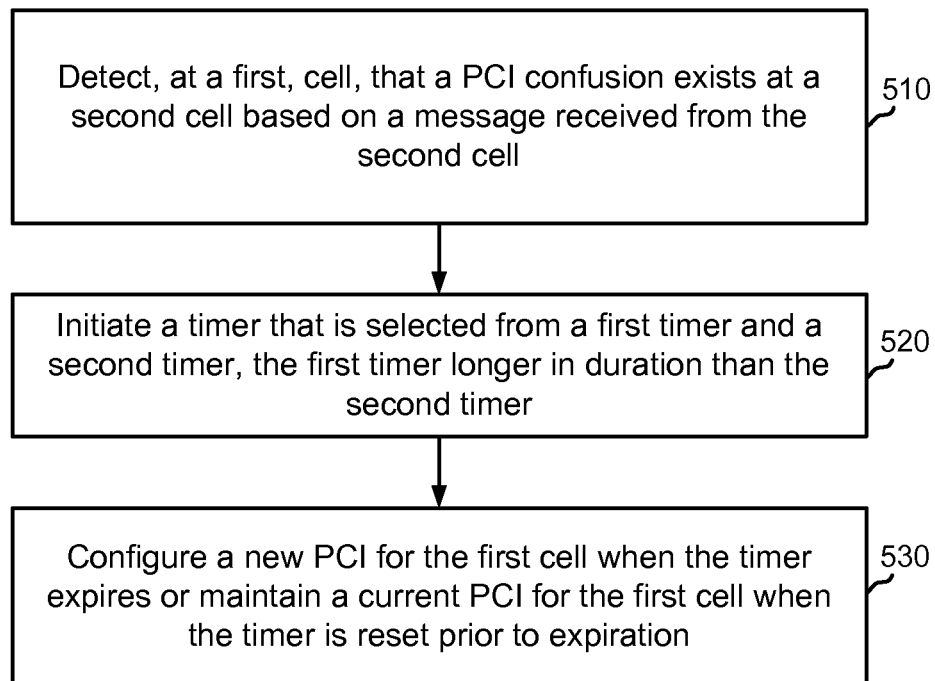 Detect, at a first, cell, that a PCI confusion exists at a
second cell based on a message received from the
second cell
510
Initiate a timer that is selected from a first timer and a
second timer, the first timer longer in duration than the
second timer
520
Configure a new PCI for the first cell when the timer
expires or maintain a current PCI for the first cell when
the timer is reset prior to expiration
530